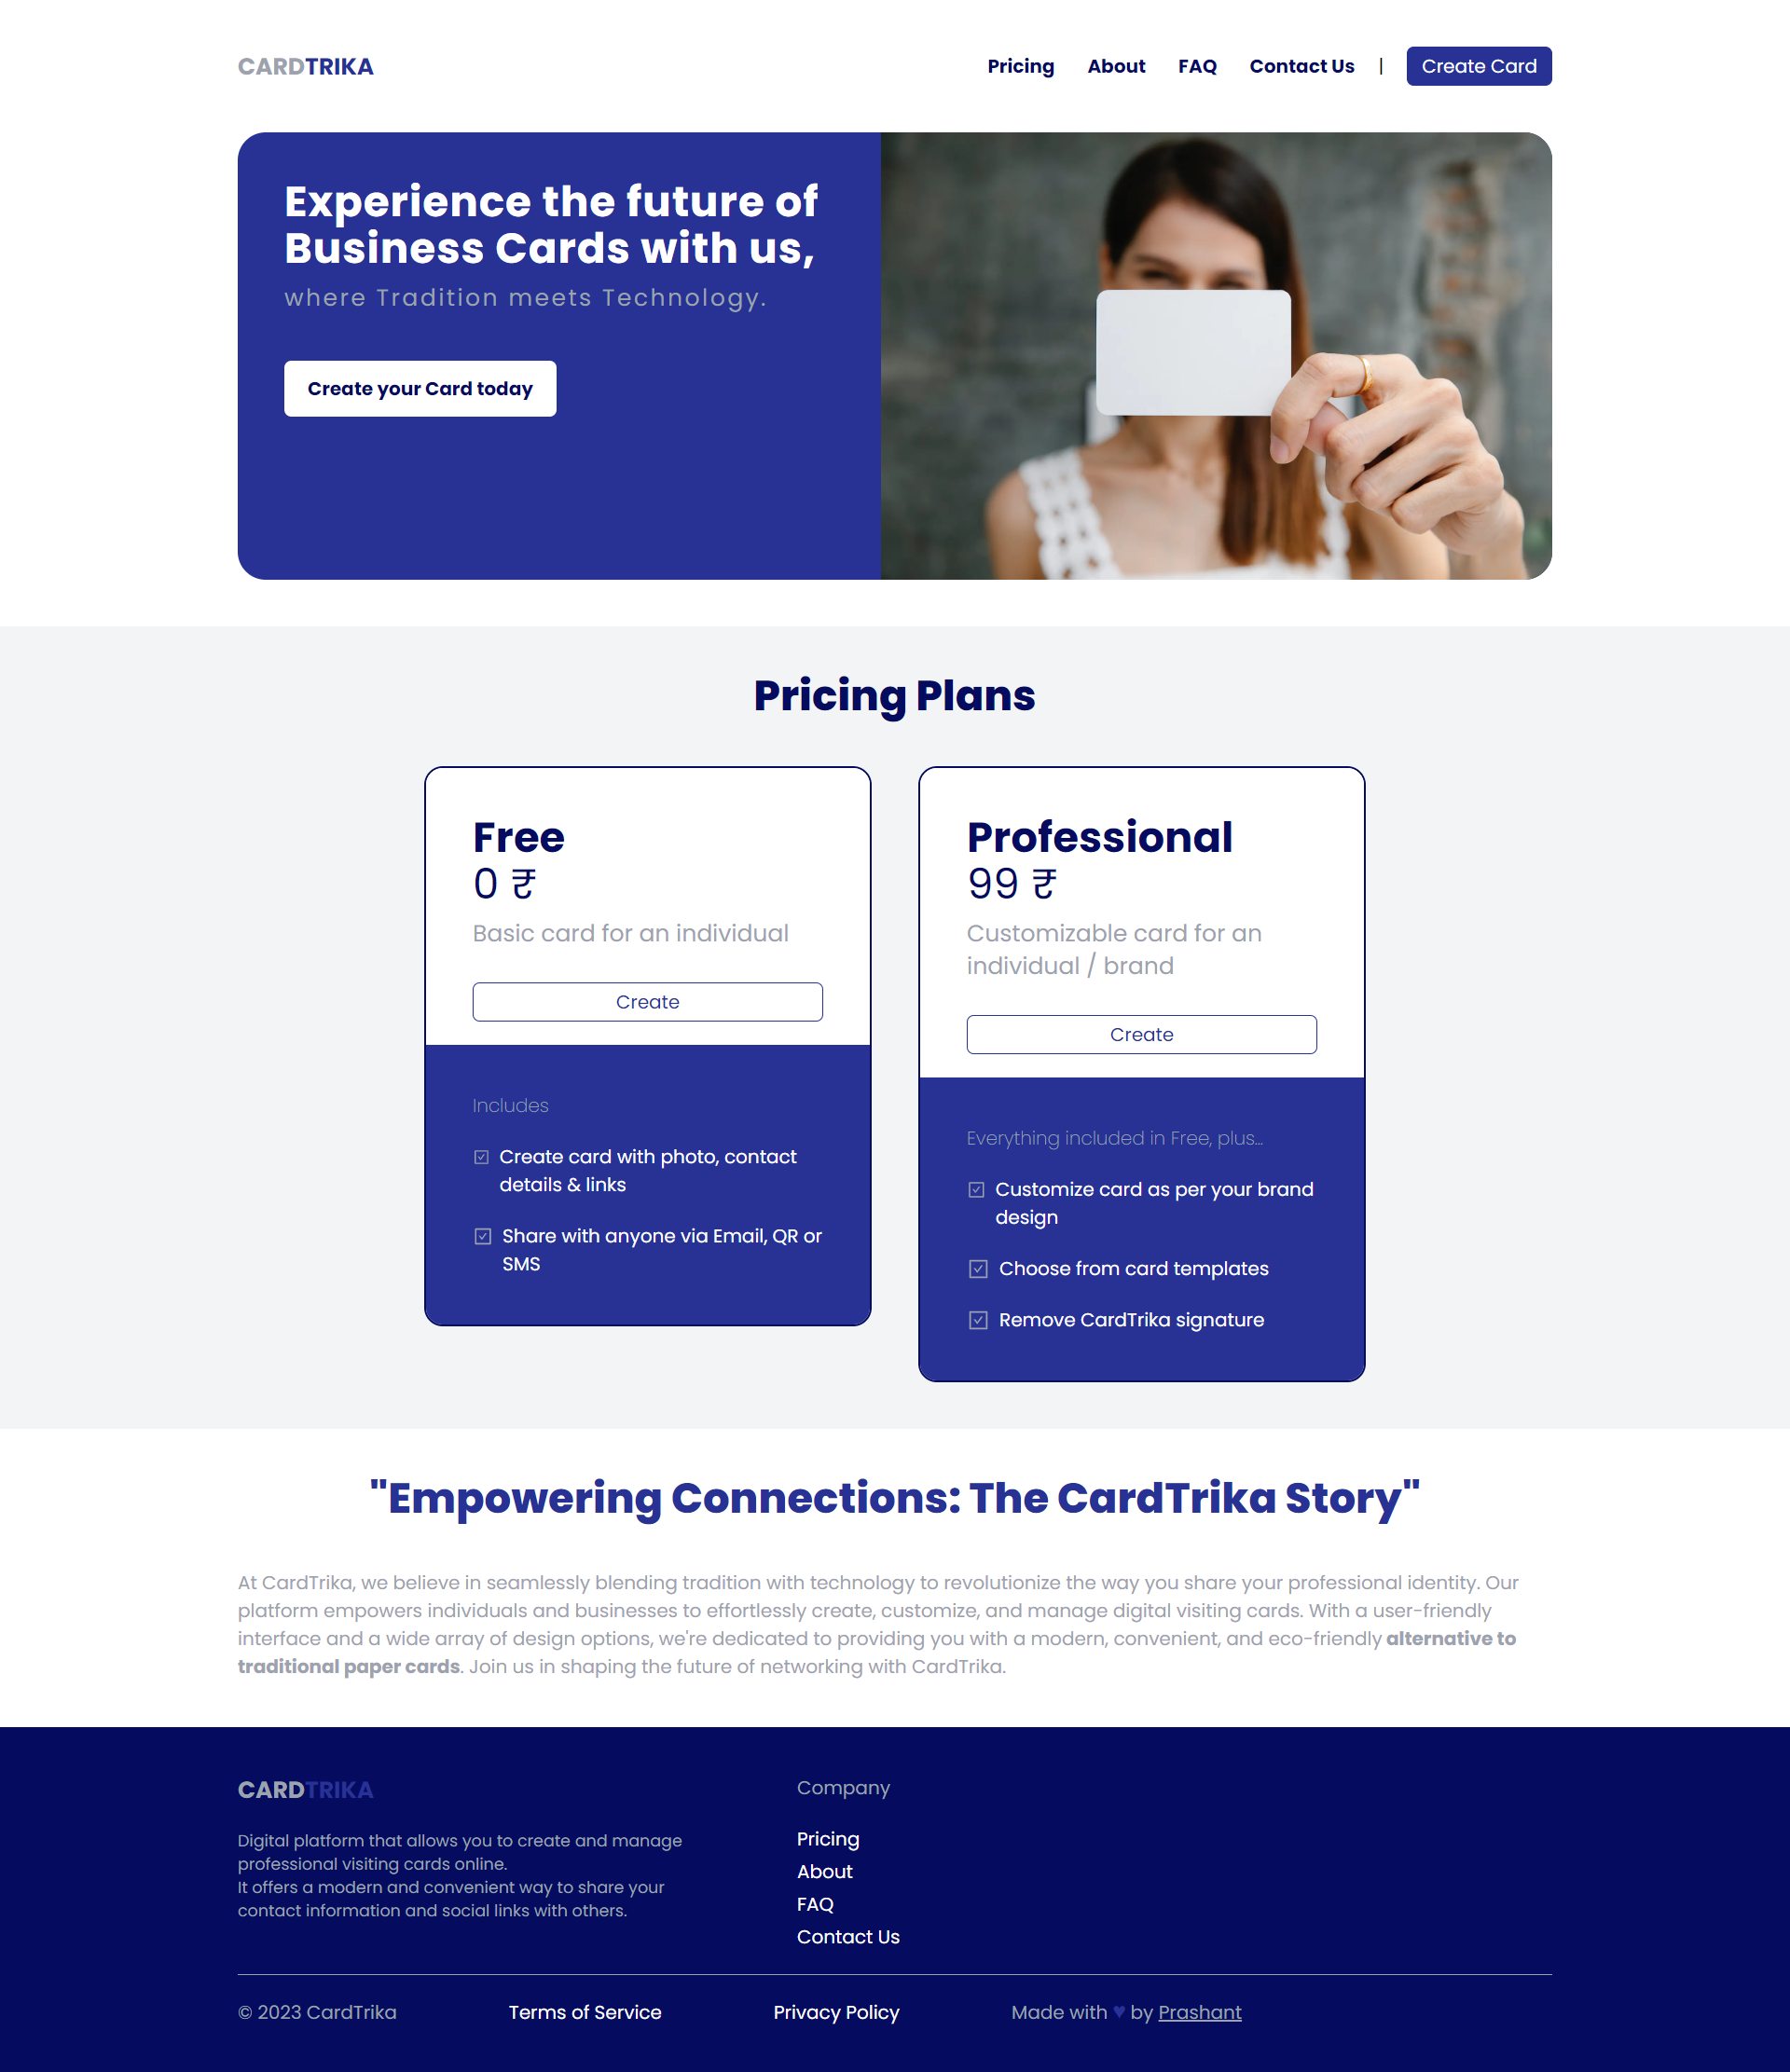 CARDTRIKA
Pricing About FAQ Contact Us | Create Card
Experience the future of
Business Cards with us,
where Tradition meets Technology.
Create your Card today
Pricing Plans
Free
0 ₹
Basic card for an individual
Create
Includes
Create card with photo, contact
details & links
Share with anyone via Email, QR or
SMS
Professional
99 ₹
Customizable card for an
individual / brand
Create
Everything included in Free, plus...
Customize card as per your brand
design
Choose from card templates
Remove CardTrika signature
"Empowering Connections: The CardTrika Story"
At CardTrika, we believe in seamlessly blending tradition with technology to revolutionize the way you share your professional identity. Our
platform empowers individuals and businesses to effortlessly create, customize, and manage digital visiting cards. With a user-friendly
interface and a wide array of design options, we're dedicated to providing you with a modern, convenient, and eco-friendly alternative to
traditional paper cards. Join us in shaping the future of networking with CardTrika.
CARDTRIKA
Digital platform that allows you to create and manage
professional visiting cards online.
It offers a modern and convenient way to share your
contact information and social links with others.
Company
Pricing
About
FAQ
Contact Us
© 2023 CardTrika Terms of Service Privacy Policy Made with ♥ by Prashant